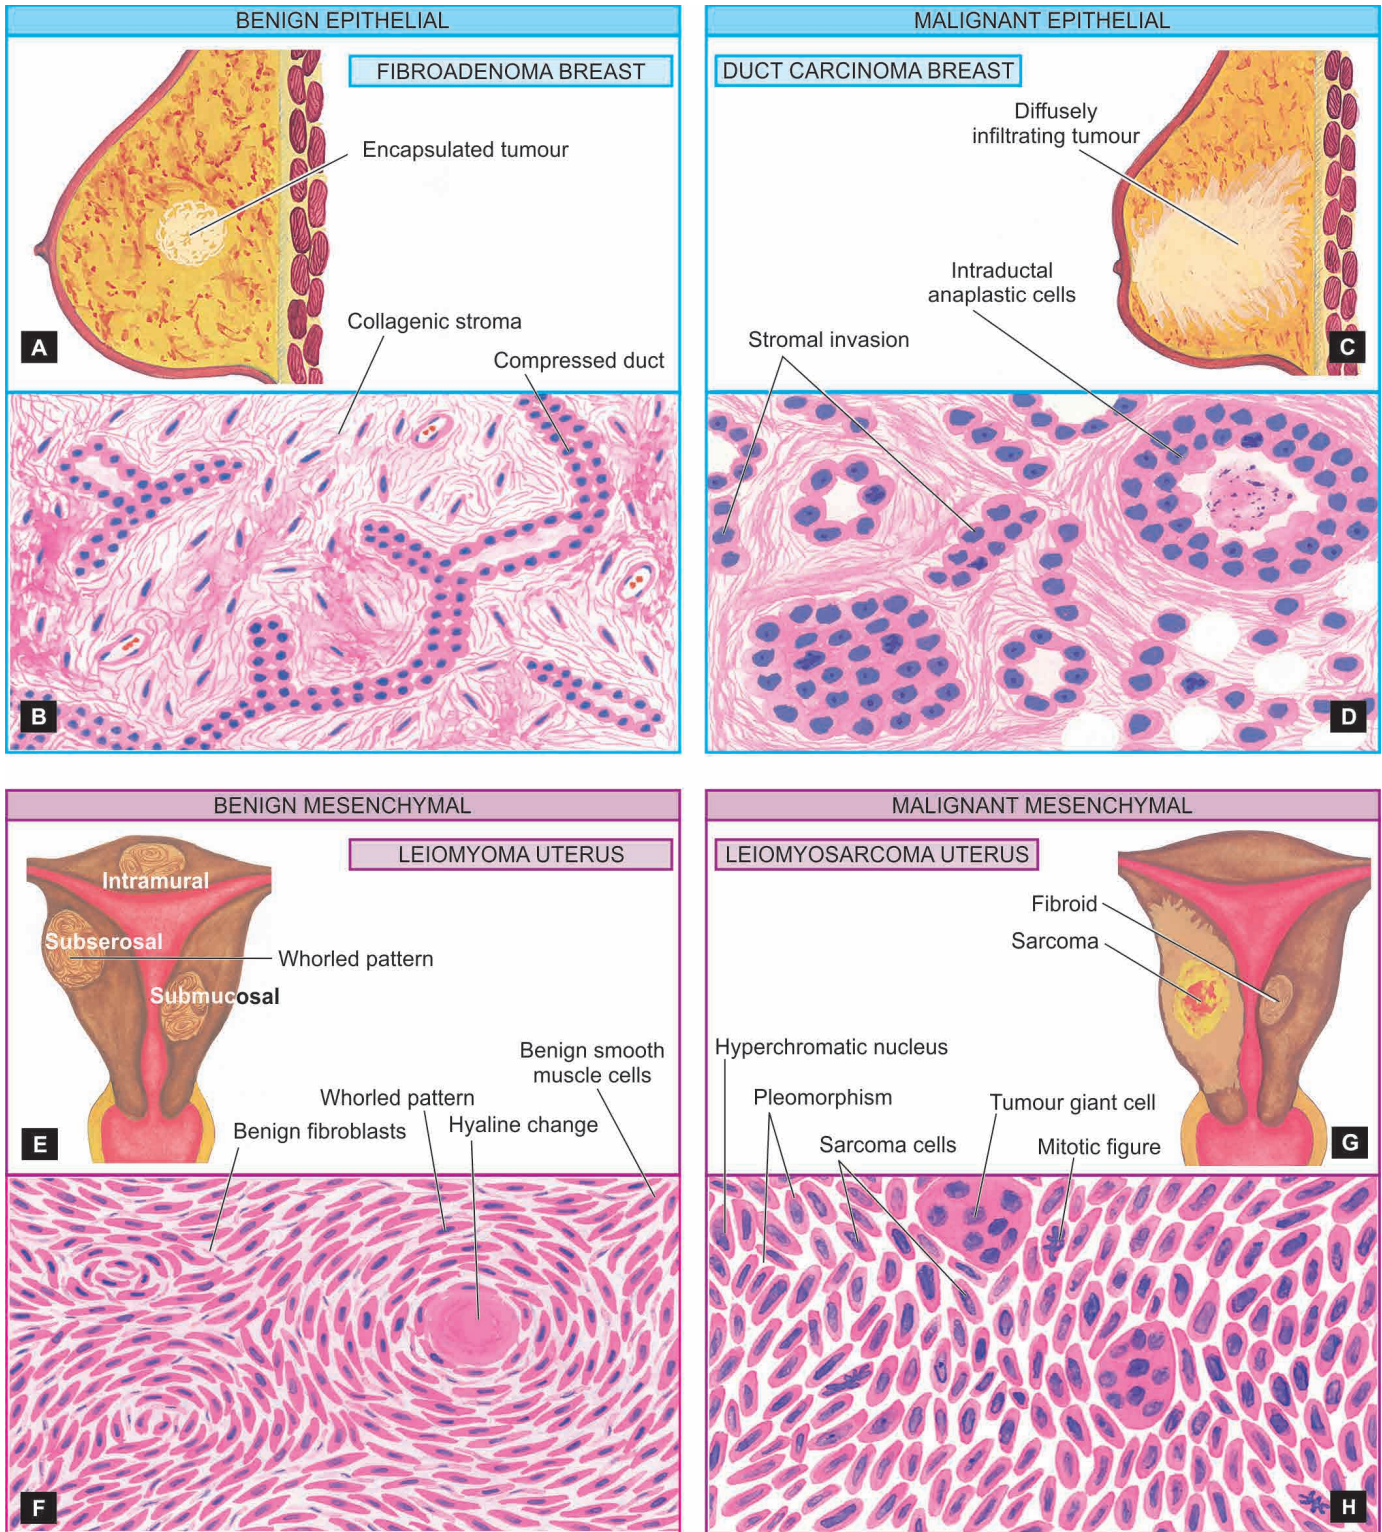 BENIGN EPITHELIAL
FIBROADENOMA BREAST
Encapsulated tumour
Collagenic stroma
Compressed duct
A
B
MALIGNANT EPITHELIAL
DUCT CARCINOMA BREAST
Diffusely
infiltrating tumour
Intraductal
anaplastic cells
Stromal invasion
C
D
BENIGN MESENCHYMAL
LEIOMYOMA UTERUS
Intramural
Subserosal
Whorled pattern
Submucosal
Benign smooth
muscle cells
Whorled pattern
Hyaline change
Benign fibroblasts
E
F
MALIGNANT MESENCHYMAL
LEIOMYOSARCOMA UTERUS
Fibroid
Sarcoma
Hyperchromatic nucleus
Pleomorphism
Tumour giant cell
Sarcoma cells
Mitotic figure
G
H